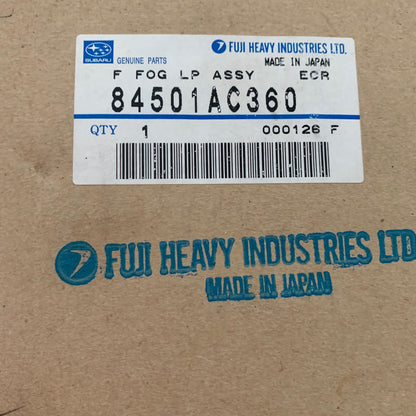 SUBARU
GENUINE PARTS
FUJI HEAVY INDUSTRIES LTD.
MADE IN JAPAN
F FOG LP ASSY ECR
84501AC360
QTY 1 000126 F
FUJI HEAVY INDUSTRIES LTD
MADE IN JAPAN